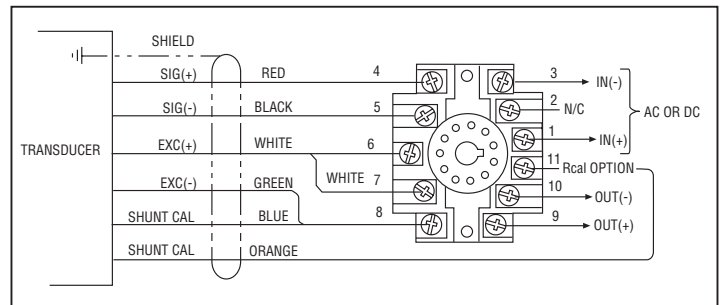 SHIELD
SIG(+) RED 4 3 IN(-)
2 N/C AC OR DC
SIG(-) BLACK 5
TRANSDUCER EXC(+) WHITE 6 1 IN(+)
11 Rcal OPTION
WHITE 7 10 OUT(-)
EXC(-) GREEN
SHUNT CAL BLUE 8 9 OUT(+)
SHUNT CAL ORANGE